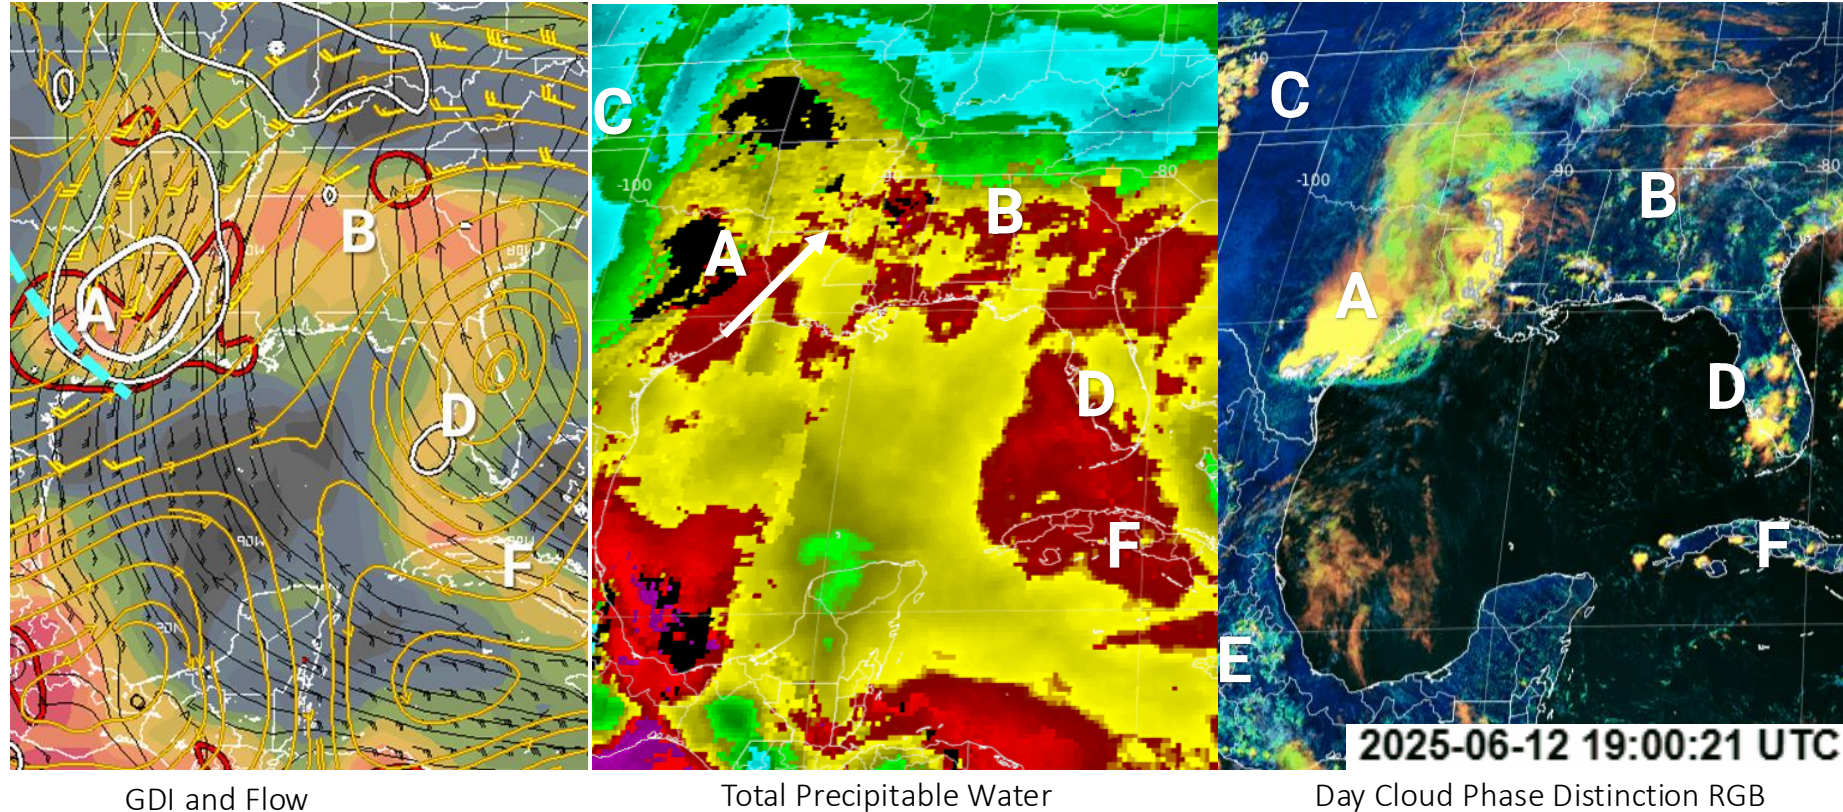 C
C
-100
-90
-80
A
B
A
B
D
F
-100
90
-80
40
B
A
D
F
D
E
F
2025-06-12 19:00:21 UTC
GDI and Flow
Total Precipitable Water
Day Cloud Phase Distinction RGB